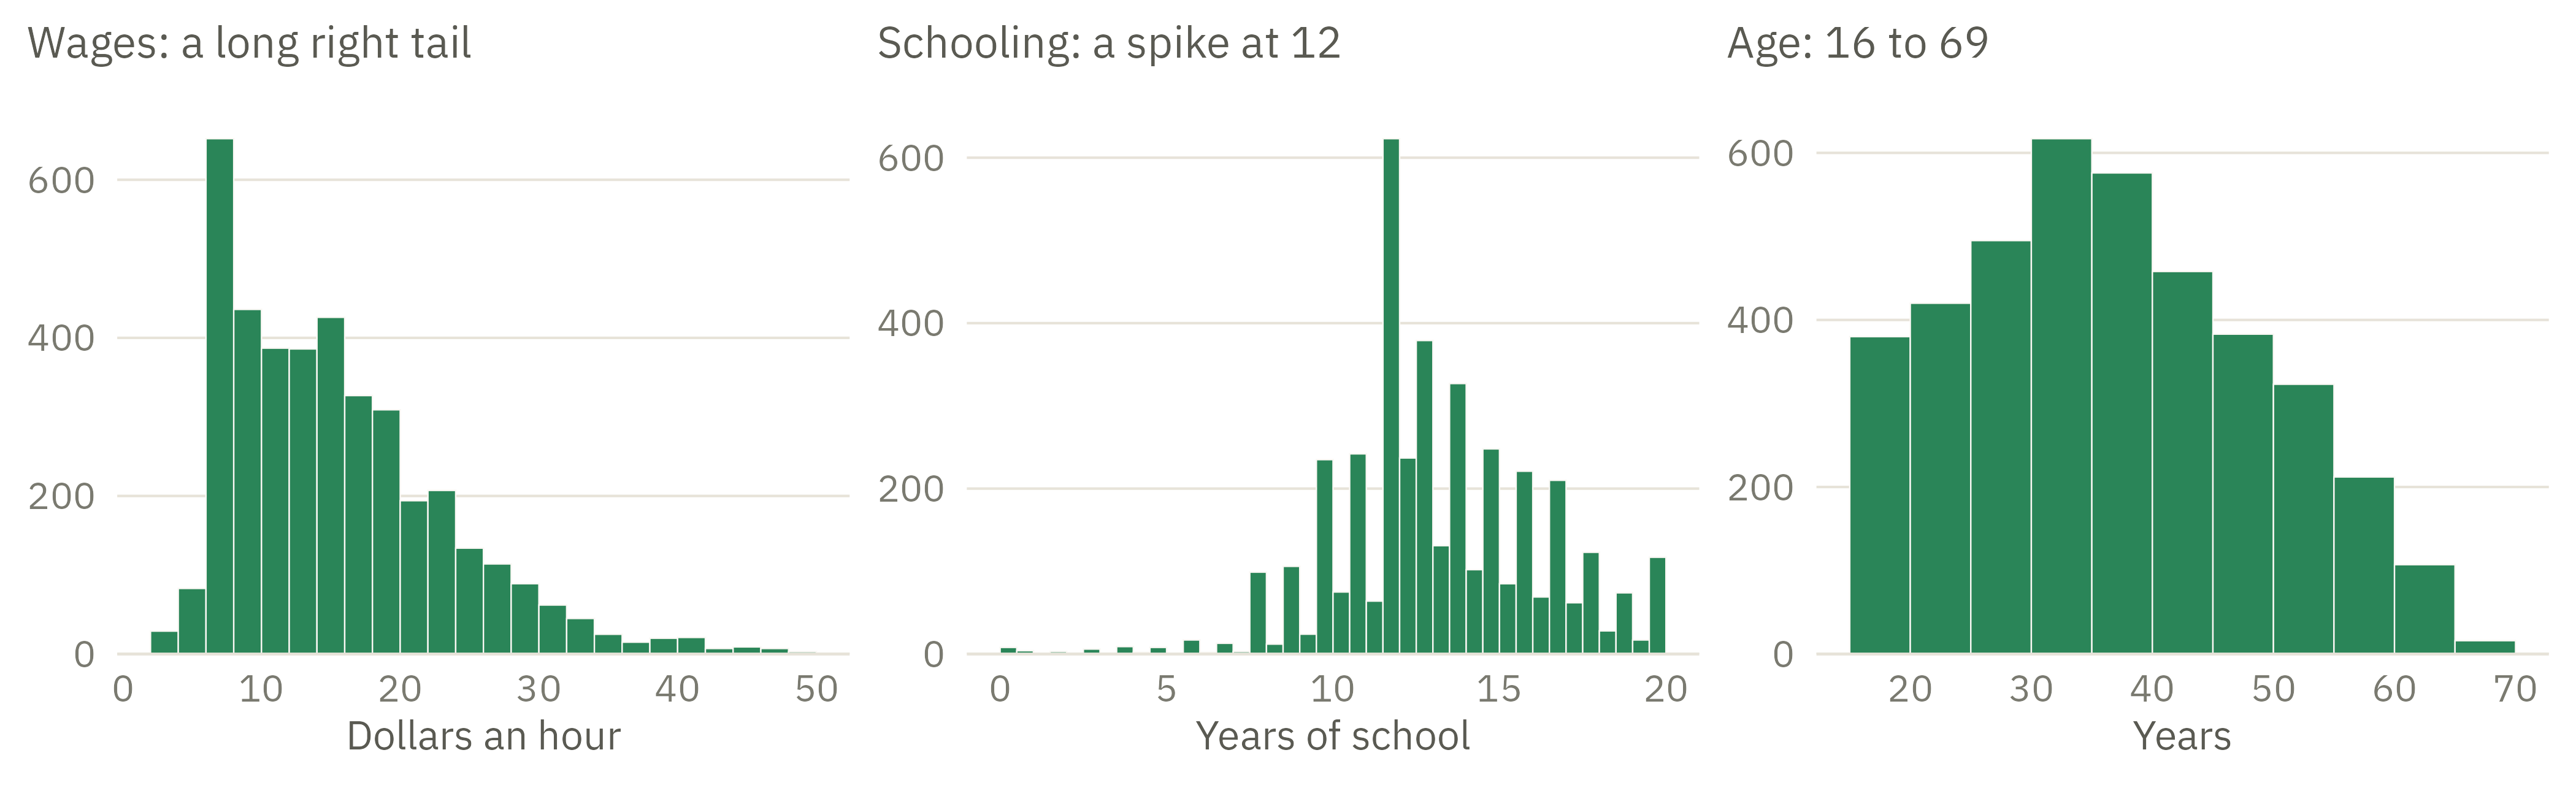 Wages: a long right tail
600
400
200
0
0 10 20 30 40 50
Dollars an hour
Schooling: a spike at 12
600
400
200
0
0 5 10 15 20
Years of school
Age: 16 to 69
600
400
200
0
20 30 40 50 60 70
Years